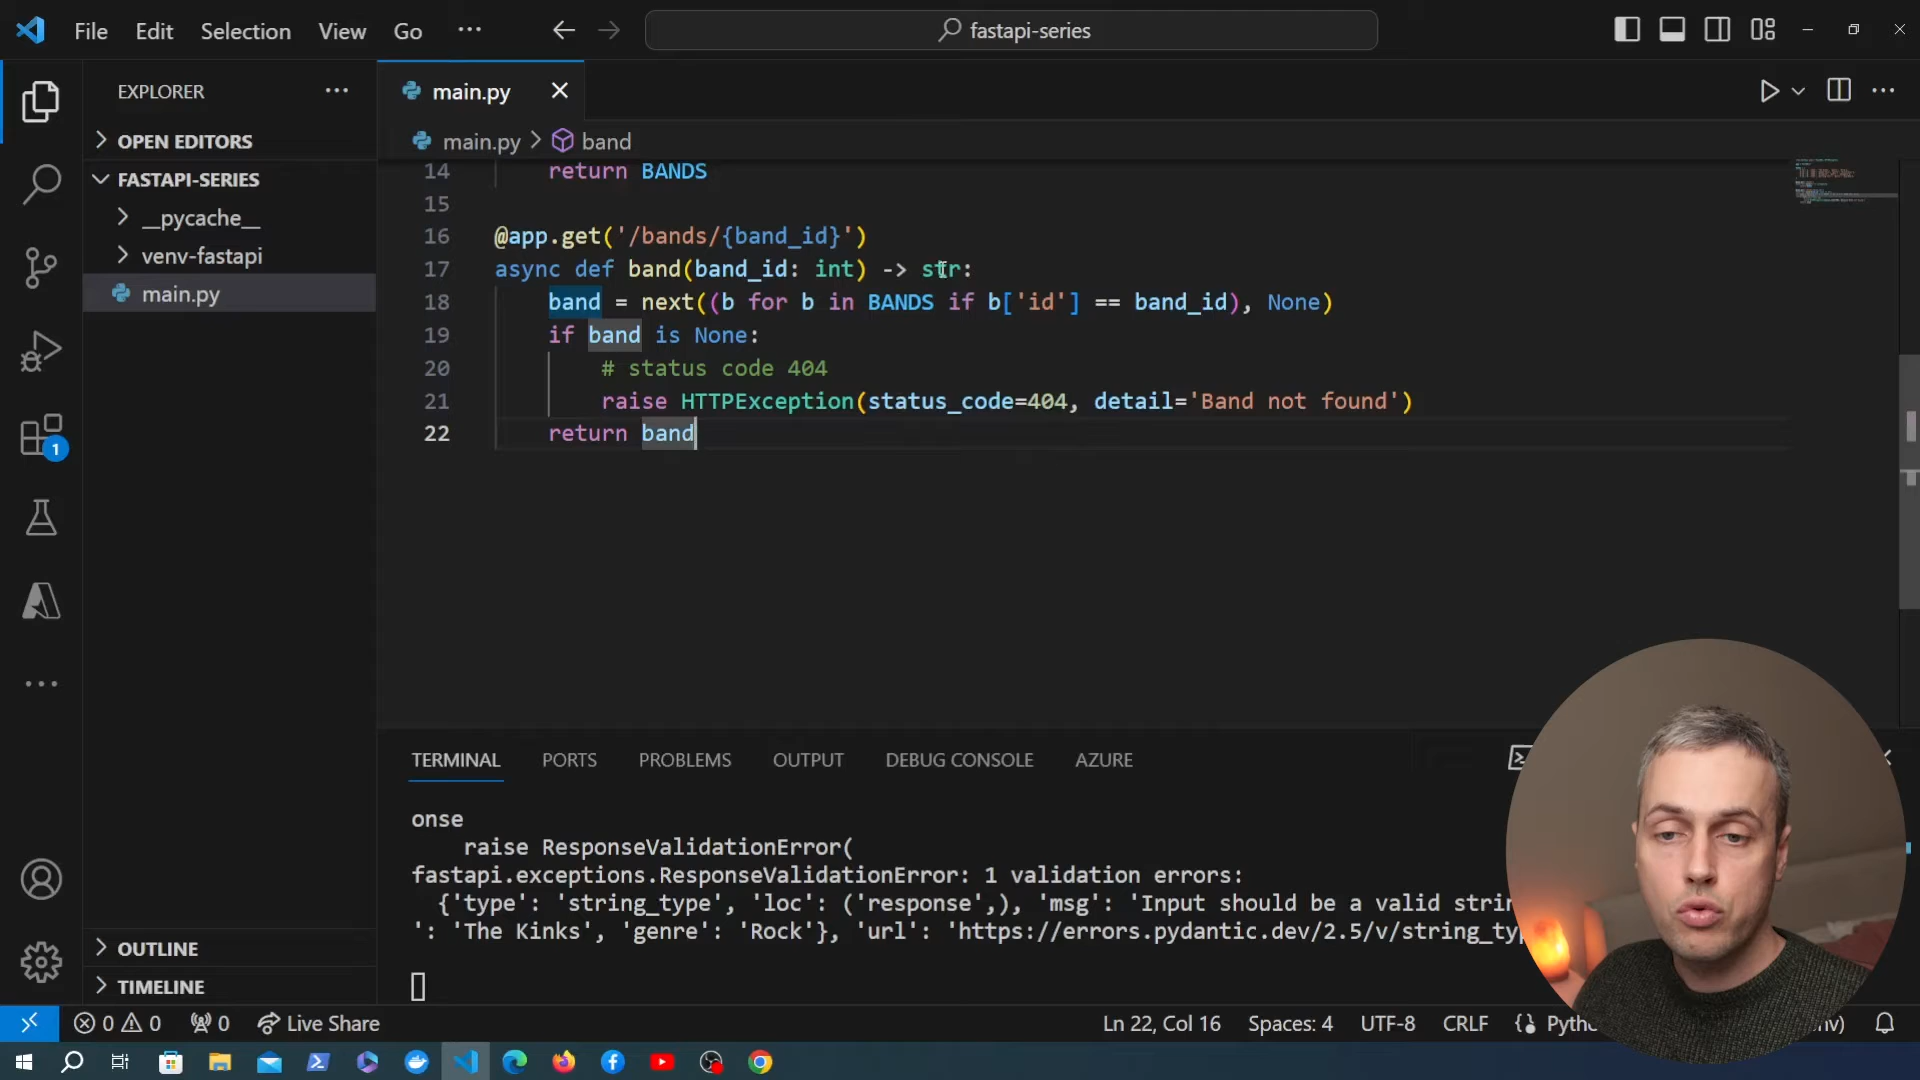 File Edit Selection View Go ··· fastapi-series
EXPLORER ···
OPEN EDITORS
FASTAPI-SERIES
__pycache__
venv-fastapi
main.py
OUTLINE
TIMELINE
1
main.py
main.py > band
14 return BANDS
15
16 @app.get('/bands/{band_id}')
17 async def band(band_id: int) -> str:
18 band = next((b for b in BANDS if b['id'] == band_id), None)
19 if band is None:
20 # status code 404
21 raise HTTPException(status_code=404, detail='Band not found')
22 return band
TERMINAL PORTS PROBLEMS OUTPUT DEBUG CONSOLE AZURE
onse
raise ResponseValidationError(
fastapi.exceptions.ResponseValidationError: 1 validation errors:
{'type': 'string_type', 'loc': ('response',), 'msg': 'Input should be a valid
': 'The Kinks', 'genre': 'Rock'}, 'url': 'https://errors.pydantic.dev/2.5/v/string_ty
0 0 0 Live Share Ln 22, Col 16 Spaces: 4 UTF-8 CRLF {}